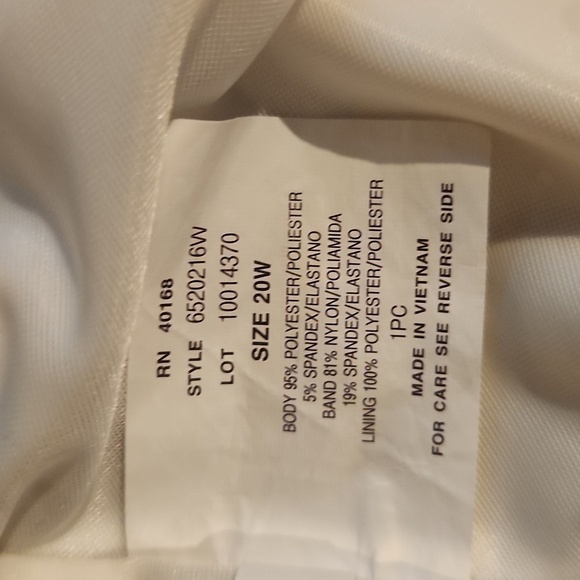 RN 40168
STYLE 6520216W
LOT 10014370
SIZE 20W
BODY 95% POLYESTER/POLIESTER
5% SPANDEX/ELASTANO
BAND 81% NYLON/POLIAMIDA
19% SPANDEX/ELASTANO
LINING 100% POLYESTER/POLIESTER
1PC
MADE IN VIETNAM
FOR CARE SEE REVERSE SIDE